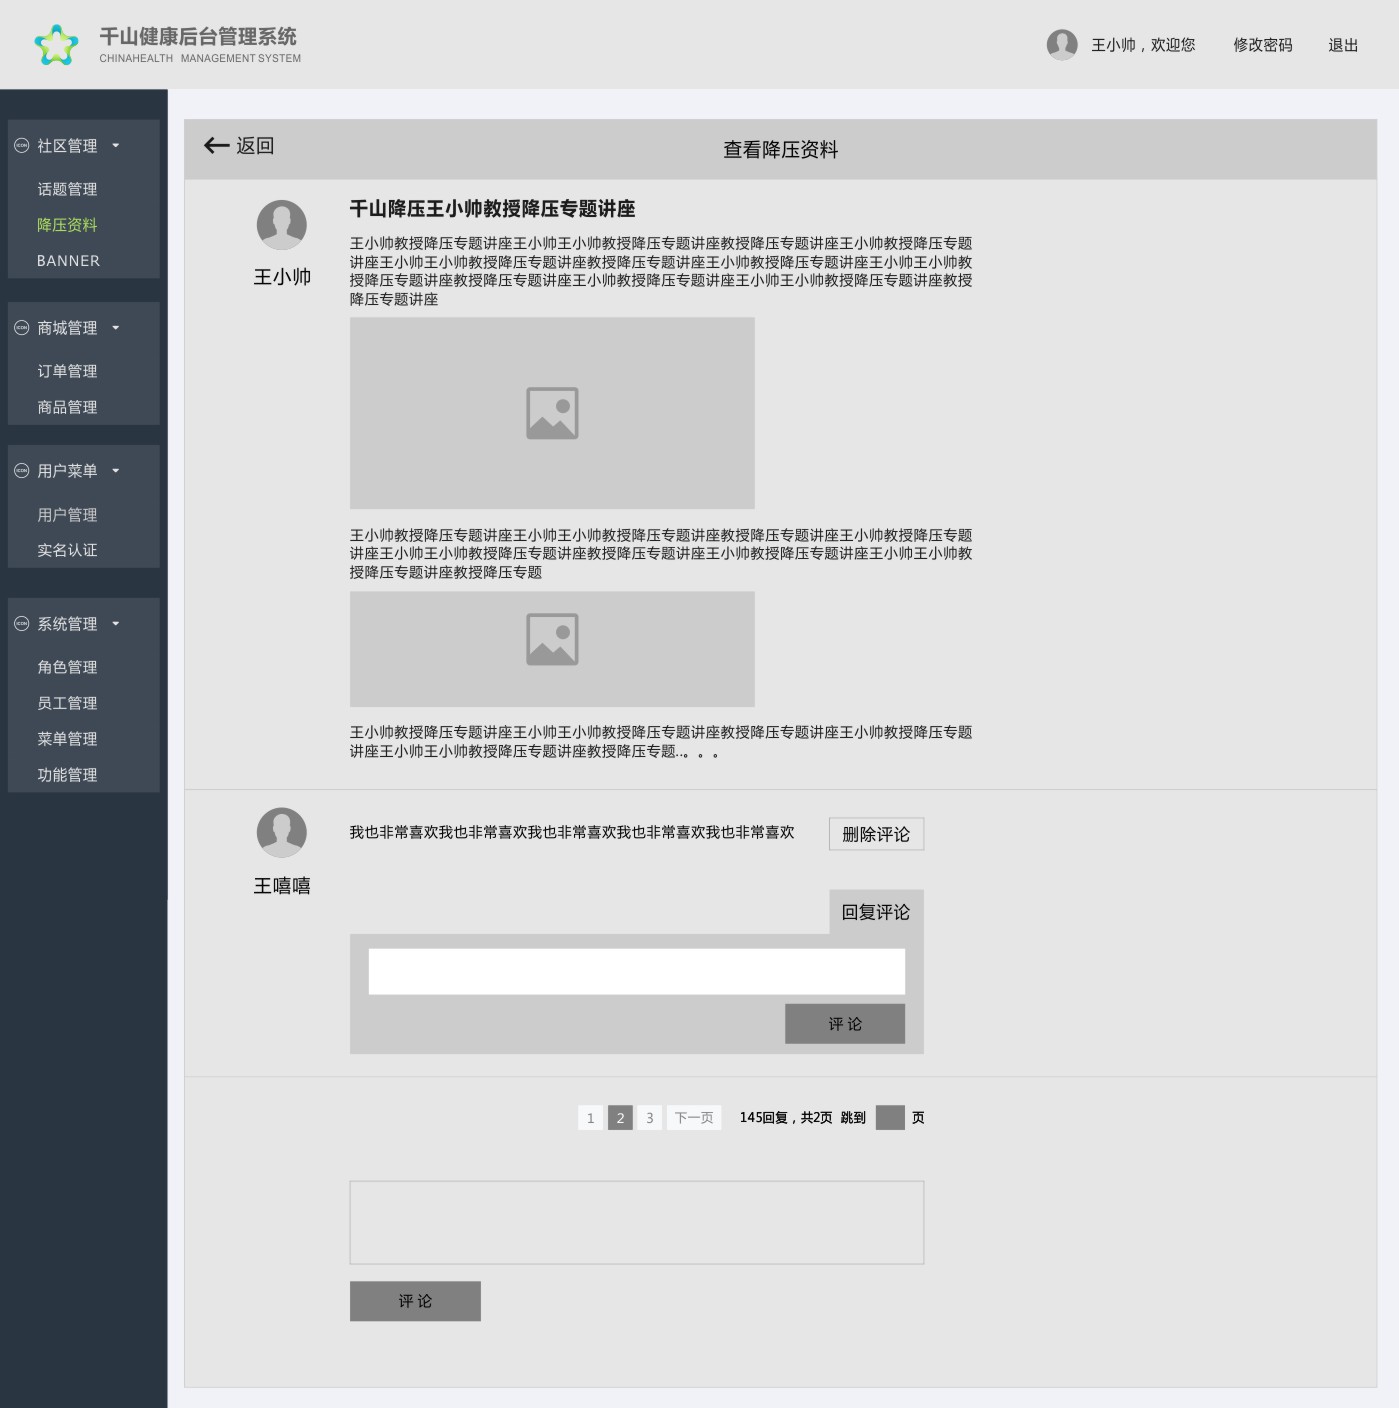 千山健康后台管理系统
CHINAHEALTH MANAGEMENT SYSTEM
王小帅，欢迎您 修改密码 退出
社区管理
话题管理
降压资料
BANNER
商城管理
订单管理
商品管理
用户菜单
用户管理
实名认证
系统管理
角色管理
员工管理
菜单管理
功能管理
返回
查看降压资料
王小帅
千山降压王小帅教授降压专题讲座
王小帅教授降压专题讲座王小帅王小帅教授降压专题讲座教授降压专题讲座王小帅教授降压专题
讲座王小帅王小帅教授降压专题讲座教授降压专题讲座王小帅教授降压专题讲座王小帅王小帅教
授降压专题讲座教授降压专题讲座王小帅教授降压专题讲座王小帅王小帅教授降压专题讲座教授
降压专题讲座
王小帅教授降压专题讲座王小帅王小帅教授降压专题讲座教授降压专题讲座王小帅教授降压专题
讲座王小帅王小帅教授降压专题讲座教授降压专题讲座王小帅教授降压专题讲座王小帅王小帅教
授降压专题讲座教授降压专题
王小帅教授降压专题讲座王小帅王小帅教授降压专题讲座教授降压专题讲座王小帅教授降压专题
讲座王小帅王小帅教授降压专题讲座教授降压专题..。。。
王嘻嘻
我也非常喜欢我也非常喜欢我也非常喜欢我也非常喜欢我也非常喜欢
删除评论
回复评论
评 论
1 2 3 下一页 145回复，共2页 跳到 页
评 论